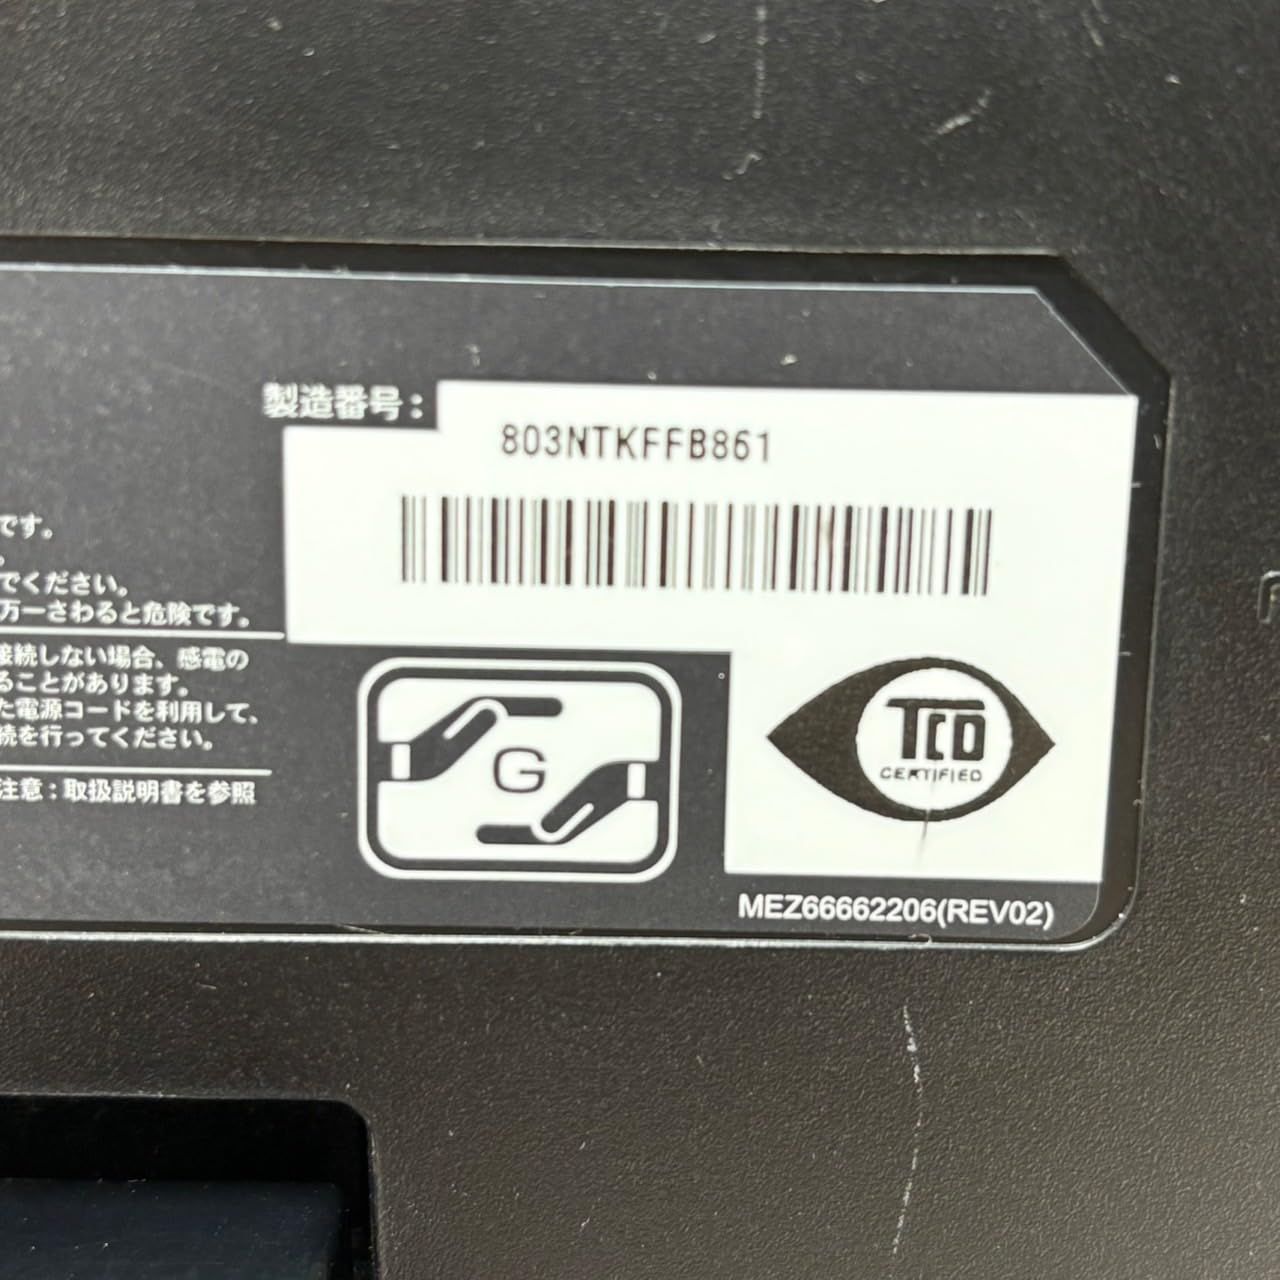 製造番号：
803NTKFFB861
です。
でください。
万一さわると危険です。
接続しない場合、感電の
ることがあります。
た電源コードを利用して、
続を行ってください。
注意：取扱説明書を参照
G
TCO
CERTIFIED
MEZ66662206(REV02)